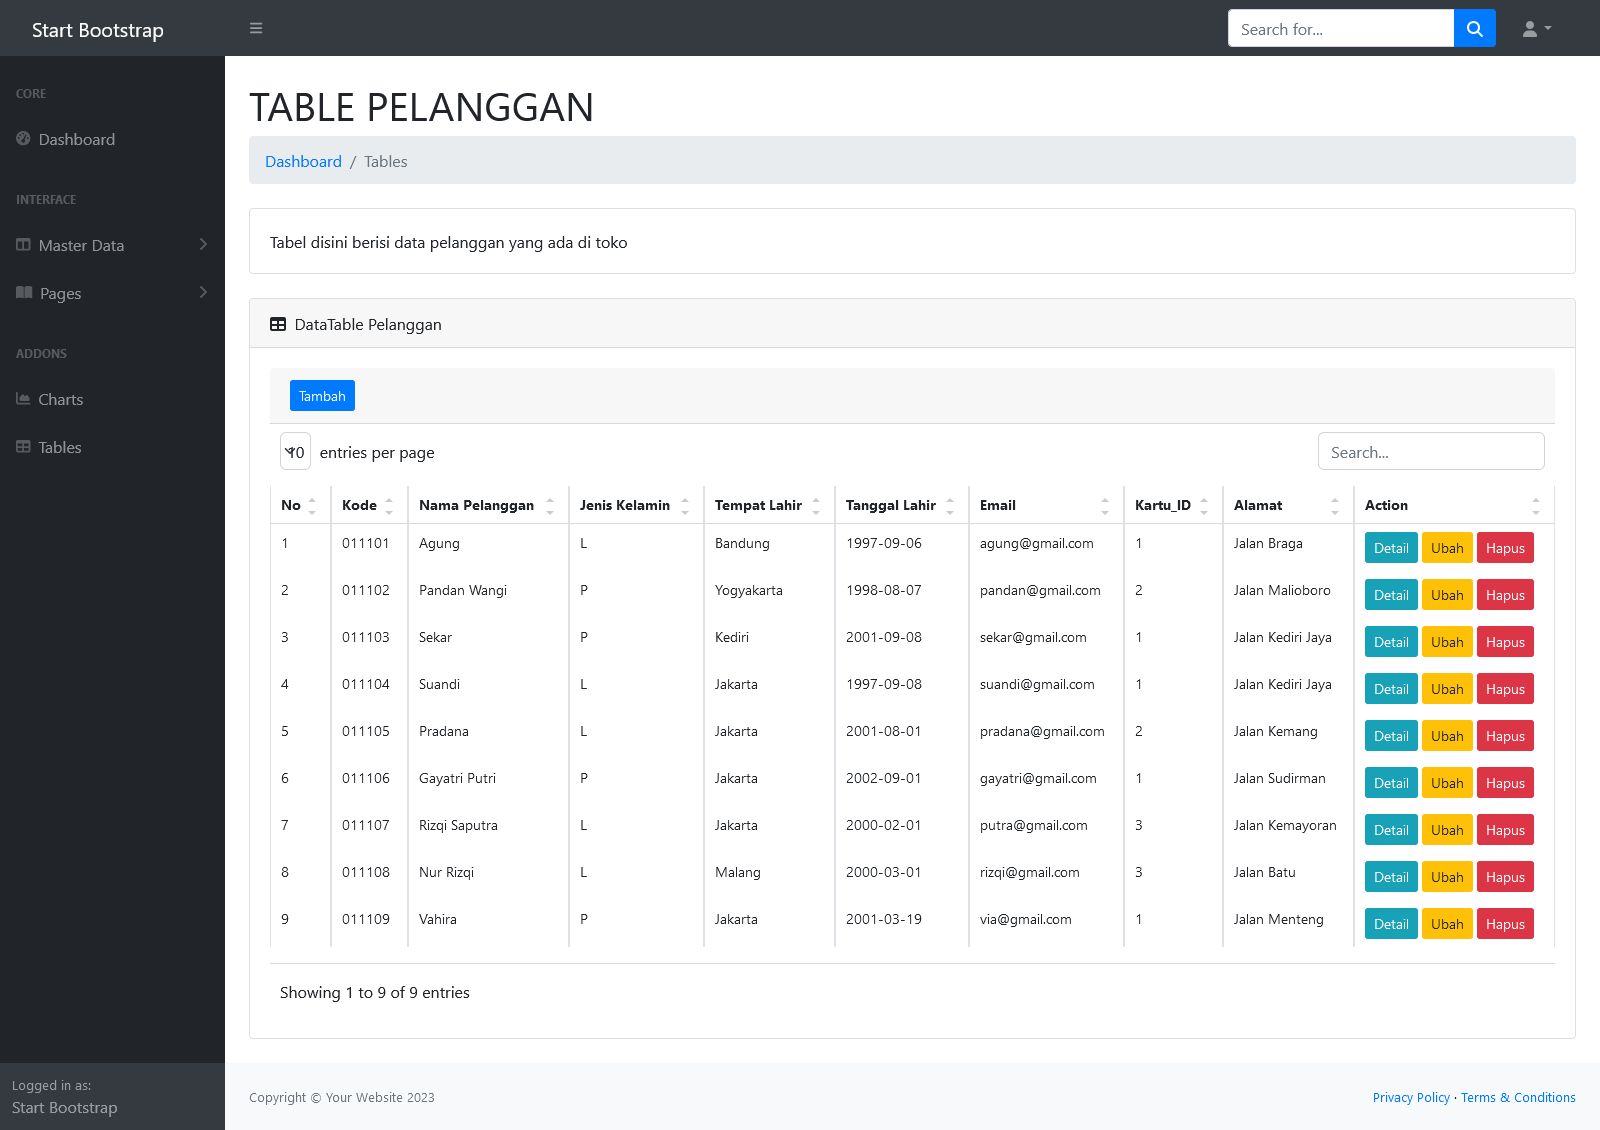 Start Bootstrap
Search for...
CORE
Dashboard
INTERFACE
Master Data
Pages
ADDONS
Charts
Tables
Logged in as:
Start Bootstrap
TABLE PELANGGAN
Dashboard / Tables
Tabel disini berisi data pelanggan yang ada di toko
DataTable Pelanggan
Tambah
10 entries per page
Search...
No Kode Nama Pelanggan Jenis Kelamin Tempat Lahir Tanggal Lahir Email Kartu_ID Alamat Action
1 011101 Agung L Bandung 1997-09-06 agung@gmail.com 1 Jalan Braga Detail Ubah Hapus
2 011102 Pandan Wangi P Yogyakarta 1998-08-07 pandan@gmail.com 2 Jalan Malioboro Detail Ubah Hapus
3 011103 Sekar P Kediri 2001-09-08 sekar@gmail.com 1 Jalan Kediri Jaya Detail Ubah Hapus
4 011104 Suandi L Jakarta 1997-09-08 suandi@gmail.com 1 Jalan Kediri Jaya Detail Ubah Hapus
5 011105 Pradana L Jakarta 2001-08-01 pradana@gmail.com 2 Jalan Kemang Detail Ubah Hapus
6 011106 Gayatri Putri P Jakarta 2002-09-01 gayatri@gmail.com 1 Jalan Sudirman Detail Ubah Hapus
7 011107 Rizqi Saputra L Jakarta 2000-02-01 putra@gmail.com 3 Jalan Kemayoran Detail Ubah Hapus
8 011108 Nur Rizqi L Malang 2000-03-01 rizqi@gmail.com 3 Jalan Batu Detail Ubah Hapus
9 011109 Vahira P Jakarta 2001-03-19 via@gmail.com 1 Jalan Menteng Detail Ubah Hapus
Showing 1 to 9 of 9 entries
Copyright © Your Website 2023
Privacy Policy · Terms & Conditions